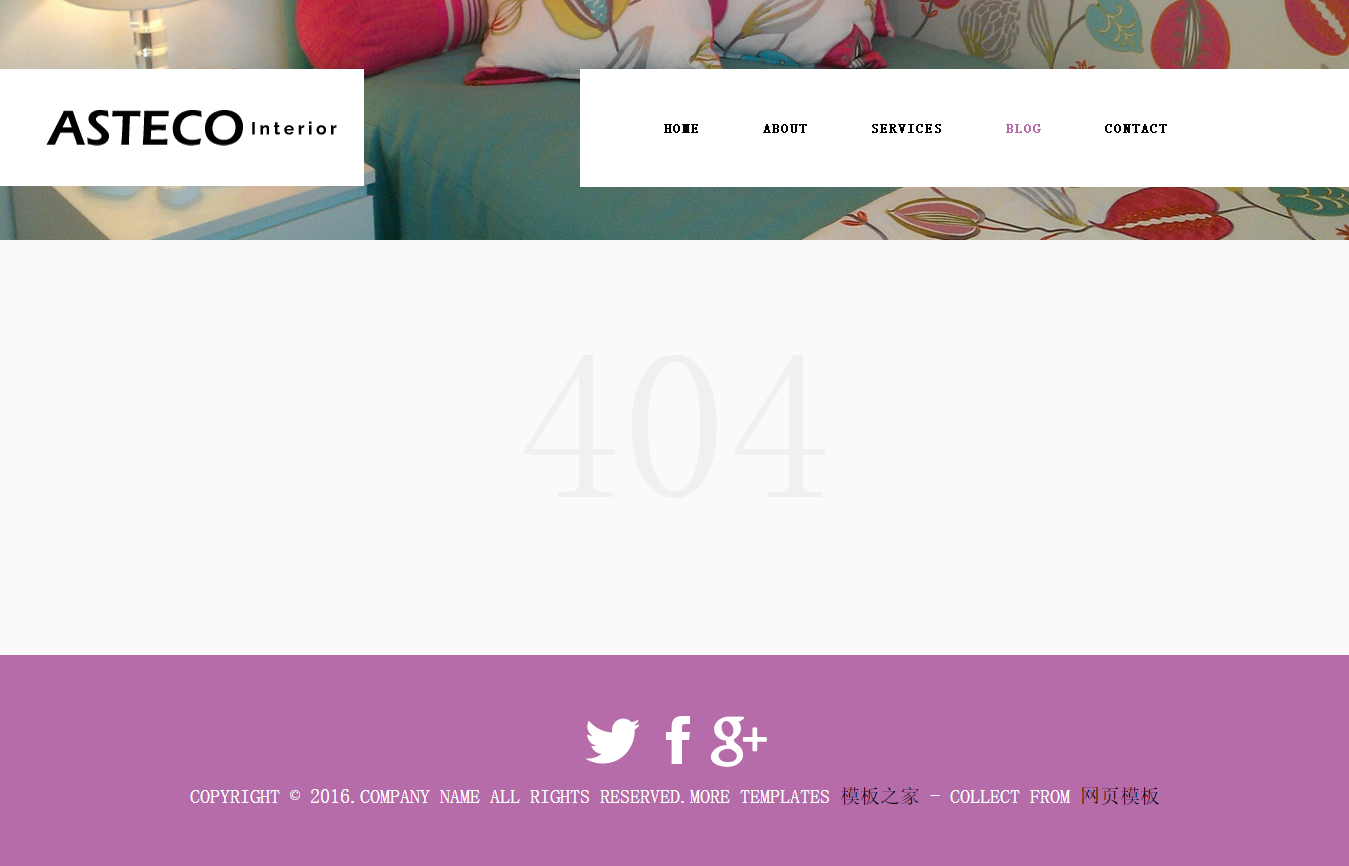 ASTECO Interior
HOME ABOUT SERVICES BLOG CONTACT
404
COPYRIGHT © 2016.COMPANY NAME ALL RIGHTS RESERVED.MORE TEMPLATES 模板之家 - COLLECT FROM 网页模板